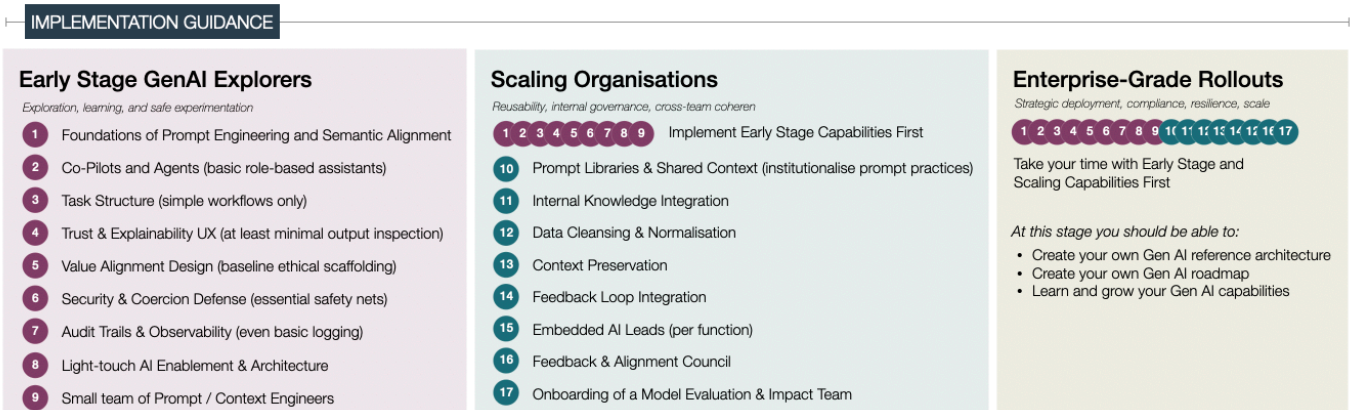 IMPLEMENTATION GUIDANCE
Early Stage GenAI Explorers
Exploration, learning, and safe experimentation
1 Foundations of Prompt Engineering and Semantic Alignment
2 Co-Pilots and Agents (basic role-based assistants)
3 Task Structure (simple workflows only)
4 Trust & Explainability UX (at least minimal output inspection)
5 Value Alignment Design (baseline ethical scaffolding)
6 Security & Coercion Defense (essential safety nets)
7 Audit Trails & Observability (even basic logging)
8 Light-touch AI Enablement & Architecture
9 Small team of Prompt / Context Engineers
Scaling Organisations
Reusability, internal governance, cross-team coheren
1 2 3 4 5 6 7 8 9 Implement Early Stage Capabilities First
10 Prompt Libraries & Shared Context (institutionalise prompt practices)
11 Internal Knowledge Integration
12 Data Cleansing & Normalisation
13 Context Preservation
14 Feedback Loop Integration
15 Embedded AI Leads (per function)
16 Feedback & Alignment Council
17 Onboarding of a Model Evaluation & Impact Team
Enterprise-Grade Rollouts
Strategic deployment, compliance, resilience, scale
1 2 3 4 5 6 7 8 9 17
Take your time with Early Stage and
Scaling Capabilities First
At this stage you should be able to:
• Create your own Gen AI reference architecture
• Create your own Gen AI roadmap
• Learn and grow your Gen AI capabilities